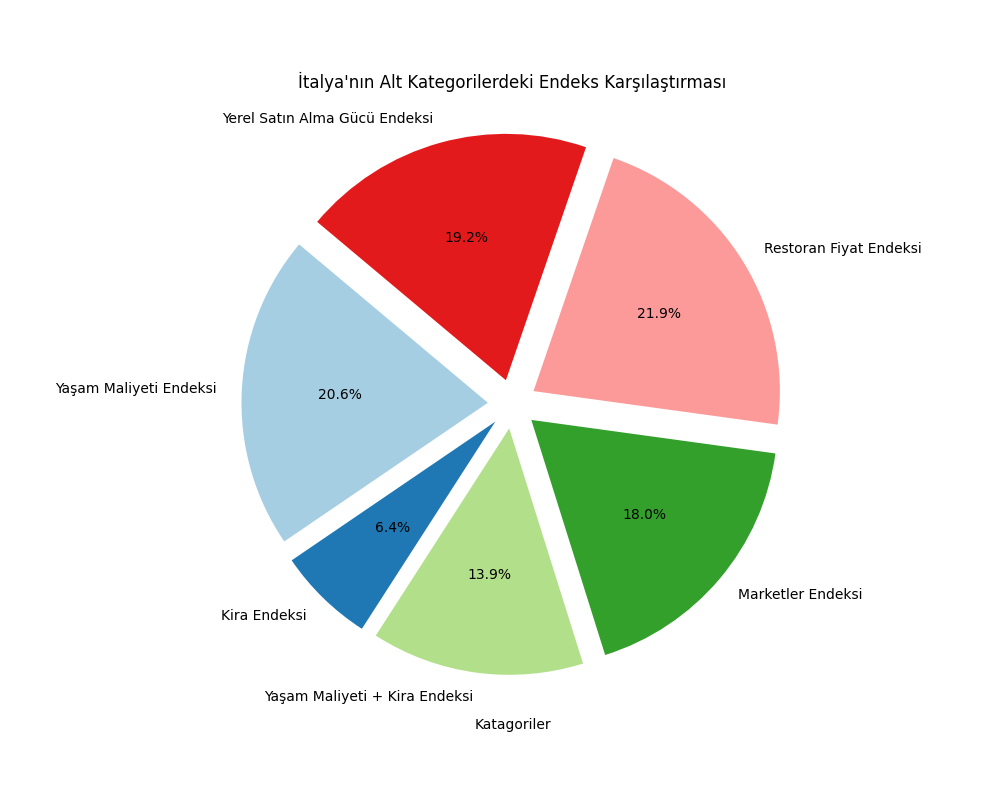 İtalya'nın Alt Kategorilerdeki Endeks Karşılaştırması
Yerel Satın Alma Gücü Endeksi
19.2%
Restoran Fiyat Endeksi
21.9%
Yaşam Maliyeti Endeksi
20.6%
18.0%
6.4%
13.9%
Marketler Endeksi
Kira Endeksi
Yaşam Maliyeti + Kira Endeksi
Katagoriler